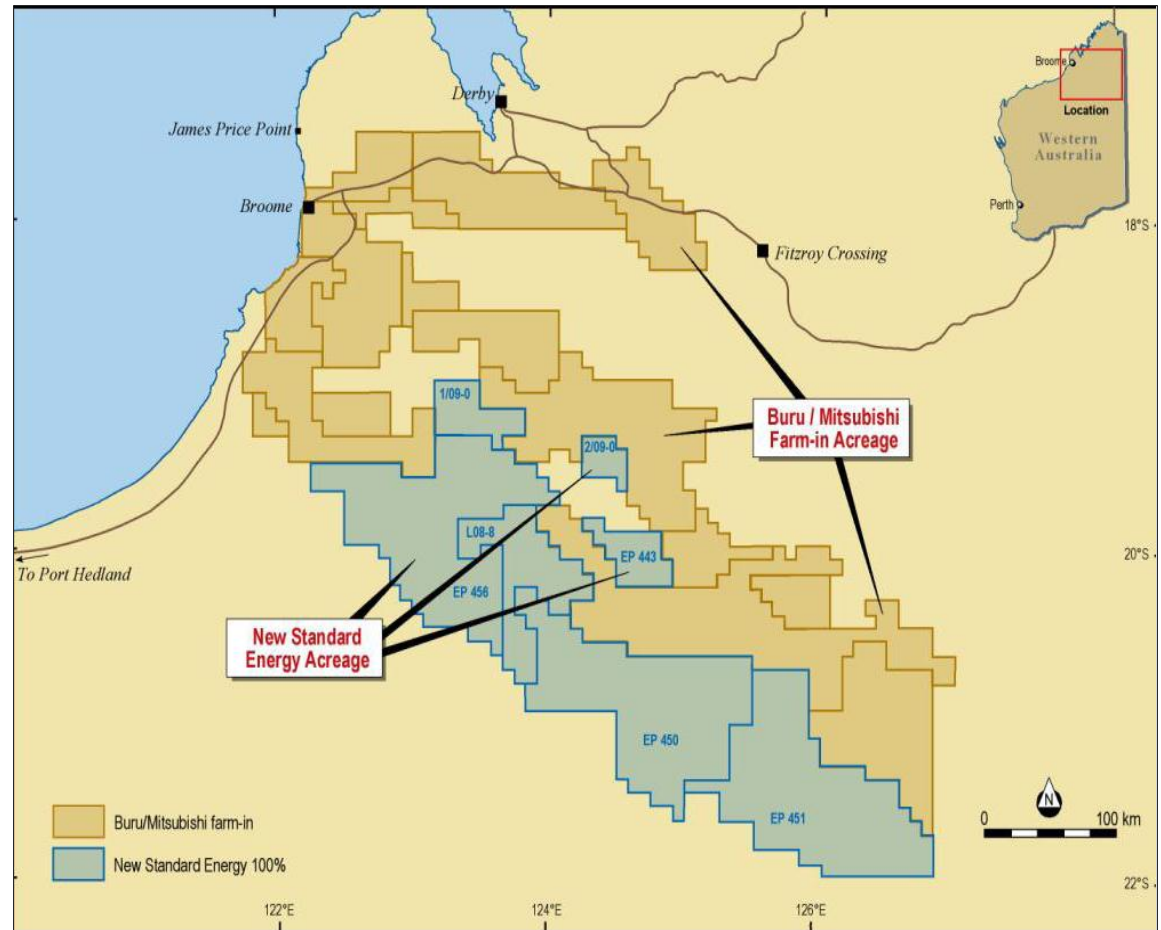 Derby
James Price Point
Broome
Fitzroy Crossing
18°S
Broome
Location
Western
Australia
Perth
1/09-0
2/09-0
Buru / Mitsubishi
Farm-in Acreage
L08-8
EP 443
20°S
To Port Hedland
EP 456
New Standard
Energy Acreage
EP 450
EP 451
N
0 100 km
Buru/Mitsubishi farm-in
New Standard Energy 100%
22°S
122°E 124°E 126°E